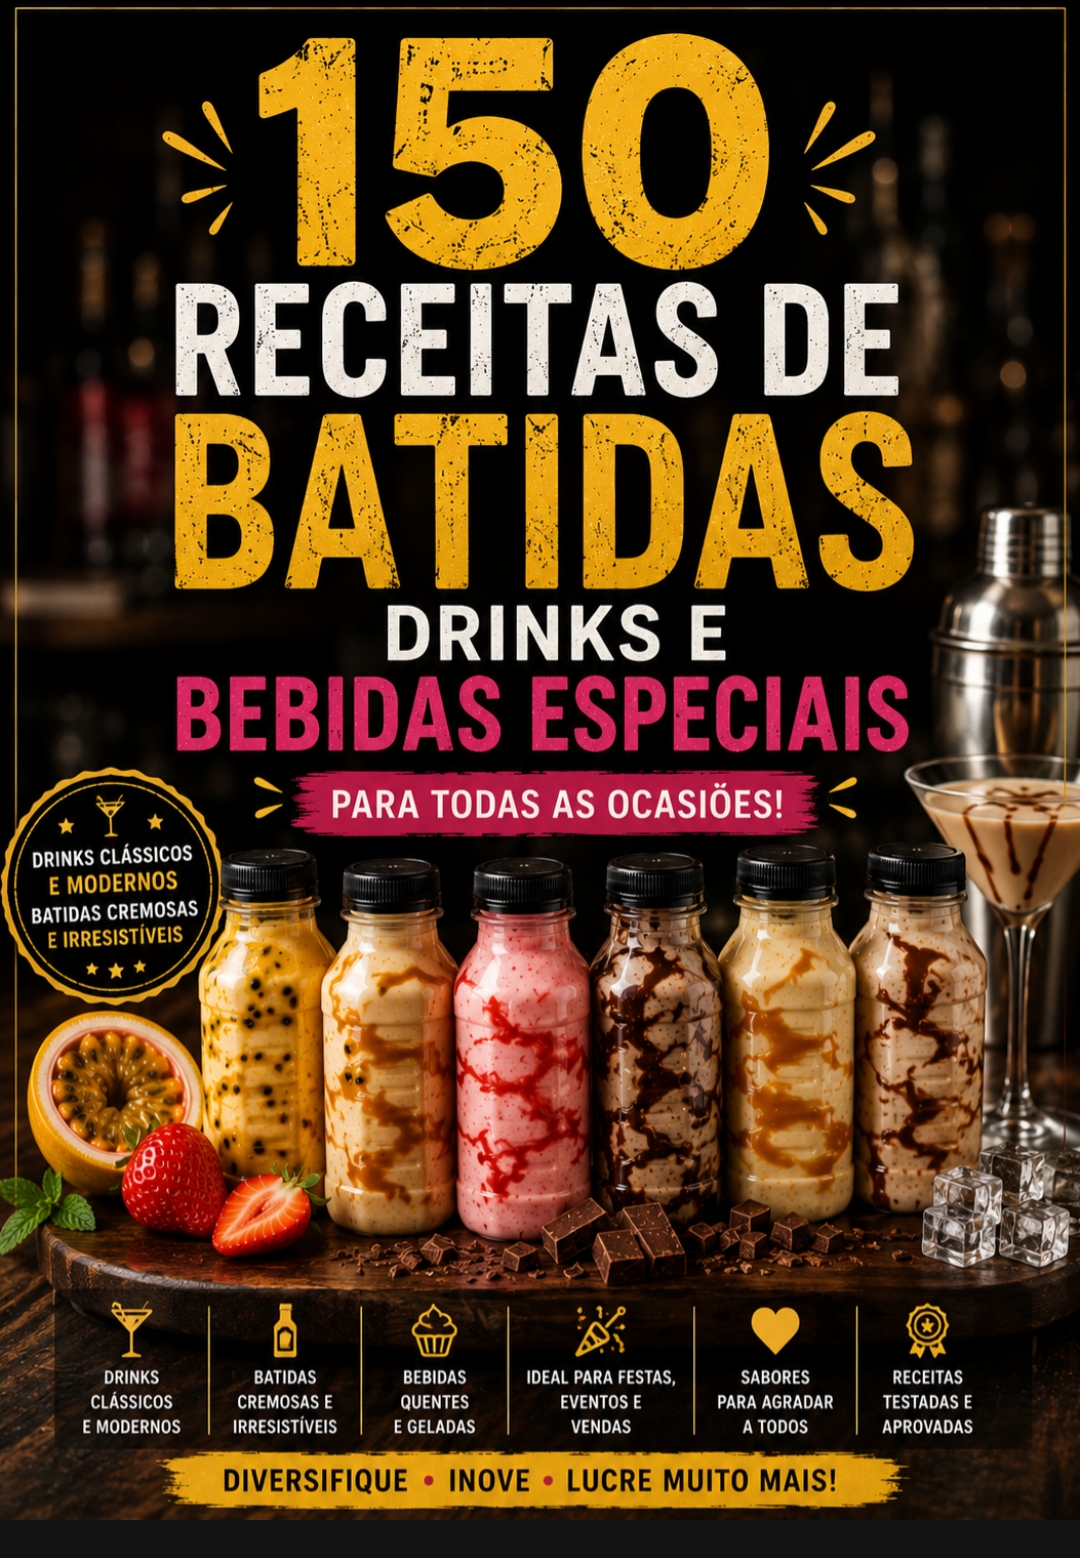 150
RECEITAS DE
BATIDAS
DRINKS E
BEBIDAS ESPECIAIS
PARA TODAS AS OCASIÕES!
DRINKS CLÁSSICOS
E MODERNOS
BATIDAS CREMOSAS
E IRRESISTÍVEIS
DRINKS
CLÁSSICOS
E MODERNOS
BATIDAS
CREMOSAS E
IRRESISTÍVEIS
BEBIDAS
QUENTES
E GELADAS
IDEAL PARA FESTAS,
EVENTOS E
VENDAS
SABORES
PARA AGRADAR
A TODOS
RECEITAS
TESTADAS E
APROVADAS
DIVERSIFIQUE • INOVE • LUCRE MUITO MAIS!